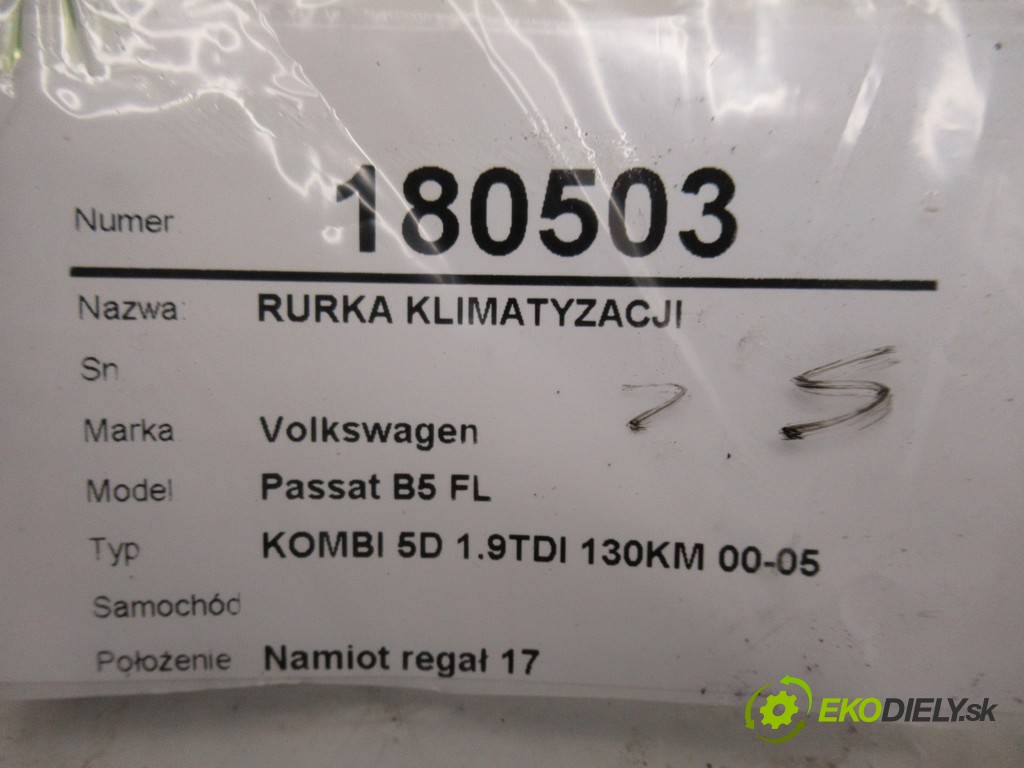 Numer 180503
Nazwa: RURKA KLIMATYZACJI
Sn
Marka Volkswagen
Model Passat B5 FL
Typ KOMBI 5D 1.9TDI 130KM 00-05
Samochód
Położenie Namiot regał 17
EKODIELY.sk